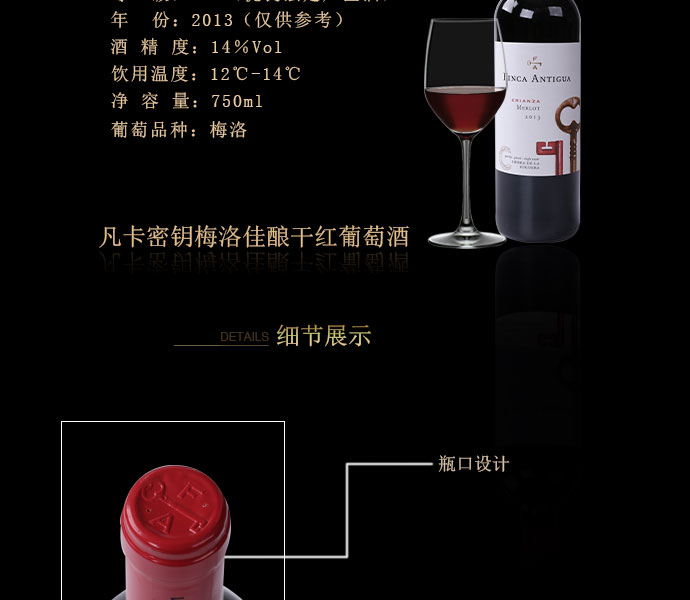 年 份：2013（仅供参考）
酒 精 度：14%Vol
饮用温度：12℃-14℃
净 容 量：750ml
葡萄品种：梅洛
F
A
FINCA ANTIGUA
CRIANZA
MERLOT
2013
凡卡密钥梅洛佳酿干红葡萄酒
DETAILS 细节展示
瓶口设计
F
A